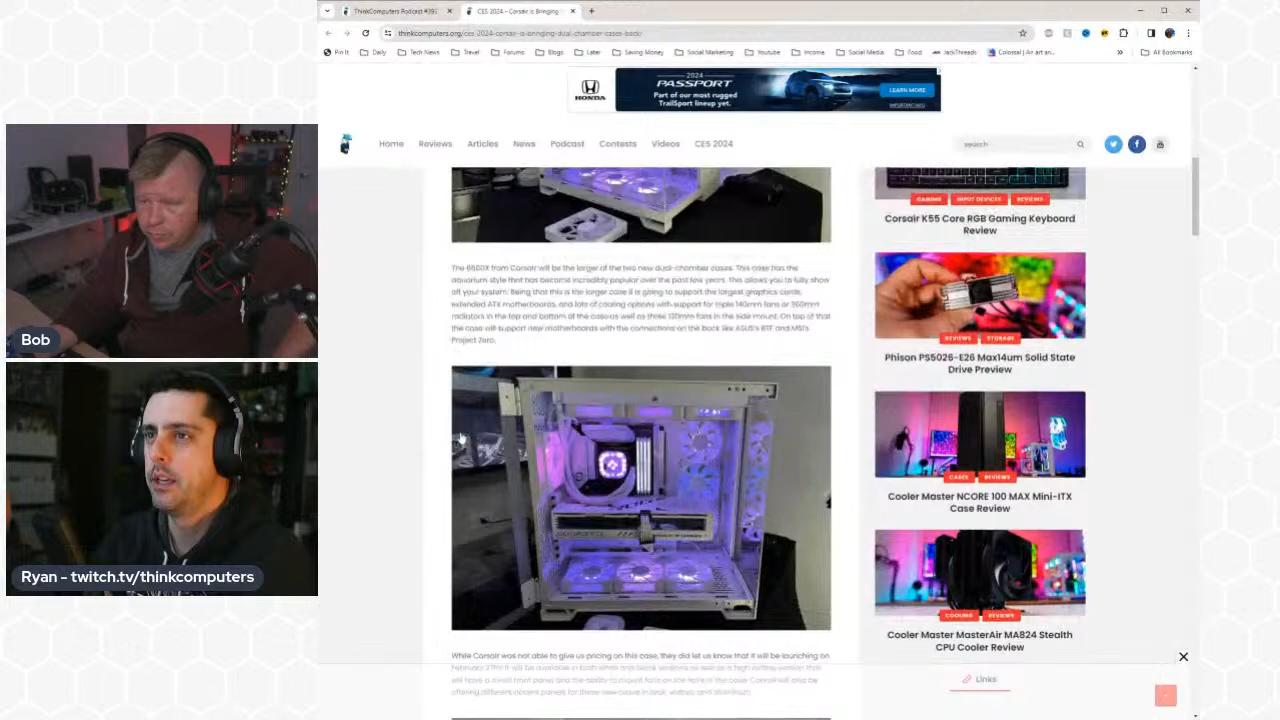 ThinkComputers Podcast #393
CES 2024 - Corsair is Bringing
thinkcomputers.org/ces-2024-corsair-is-bringing-dual-chamber-cases-back/
Pin It
Daily
Tech News
Travel
Forums
Blogs
Later
Saving Money
Social Marketing
Youtube
Income
Social Media
Food
JackThreads
Colossal | An art an...
All Bookmarks
HONDA
2024
PASSPORT
Part of our most rugged
TrailSport lineup yet.
LEARN MORE
IMPORTANT INFO
Home
Reviews
Articles
News
Podcast
Contests
Videos
CES 2024
search
GAMING
INPUT DEVICES
REVIEWS
Corsair K55 Core RGB Gaming Keyboard
Review
The 6500X from Corsair will be the larger of the two new dual-chamber cases. This case has the
aquarium style that has become incredibly popular over the past few years. This allows you to fully show
off your system. Being that this is the larger case it is going to support the largest graphics cards,
extended ATX motherboards, and lots of cooling options with support for triple 140mm fans or 360mm
radiators in the top and bottom of the case as well as three 120mm fans in the side mount. On top of that
the case will support new motherboards with the connections on the back like ASUS's BTF and MSI's
Project Zero.
REVIEWS
STORAGE
Phison PS5026-E26 Max14um Solid State
Drive Preview
CASES
REVIEWS
Cooler Master NCORE 100 MAX Mini-ITX
Case Review
COOLING
REVIEWS
Cooler Master MasterAir MA824 Stealth
CPU Cooler Review
While Corsair was not able to give us pricing on this case, they did let us know that it will be launching on
February 27th! It will be available in both white and black versions as well as a high airflow version that
will have a mesh front panel and the ability to mount fans on the front of the case. Corsair will also be
offering different accent panels for these new cases in teak, walnut, and aluminum.
Links
Bob
Ryan - twitch.tv/thinkcomputers